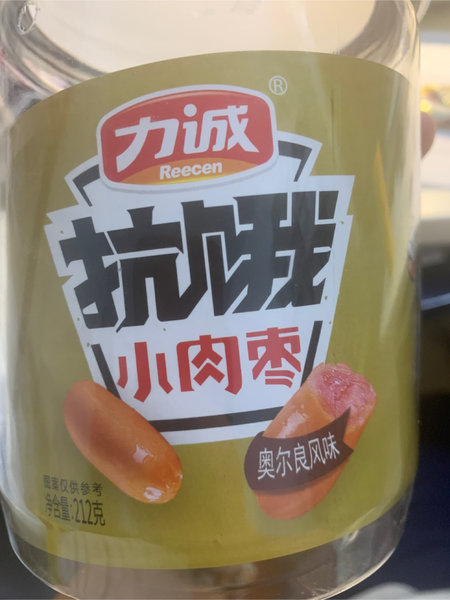 力诚®
Reecen
抗饿
小肉枣
奥尔良风味
图案仅供参考
净含量:212克